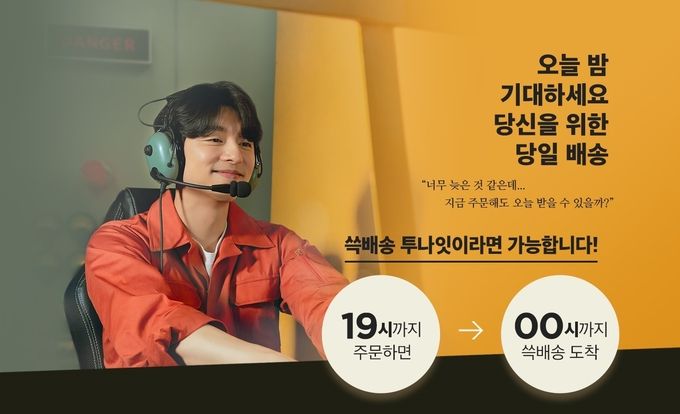 DANGER
오늘 밤
기대하세요
당신을 위한
당일 배송
“너무 늦은 것 같은데...
지금 주문해도 오늘 받을 수 있을까?”
쓱배송 투나잇이라면 가능합니다!
19시까지
주문하면
→
00시까지
쓱배송 도착